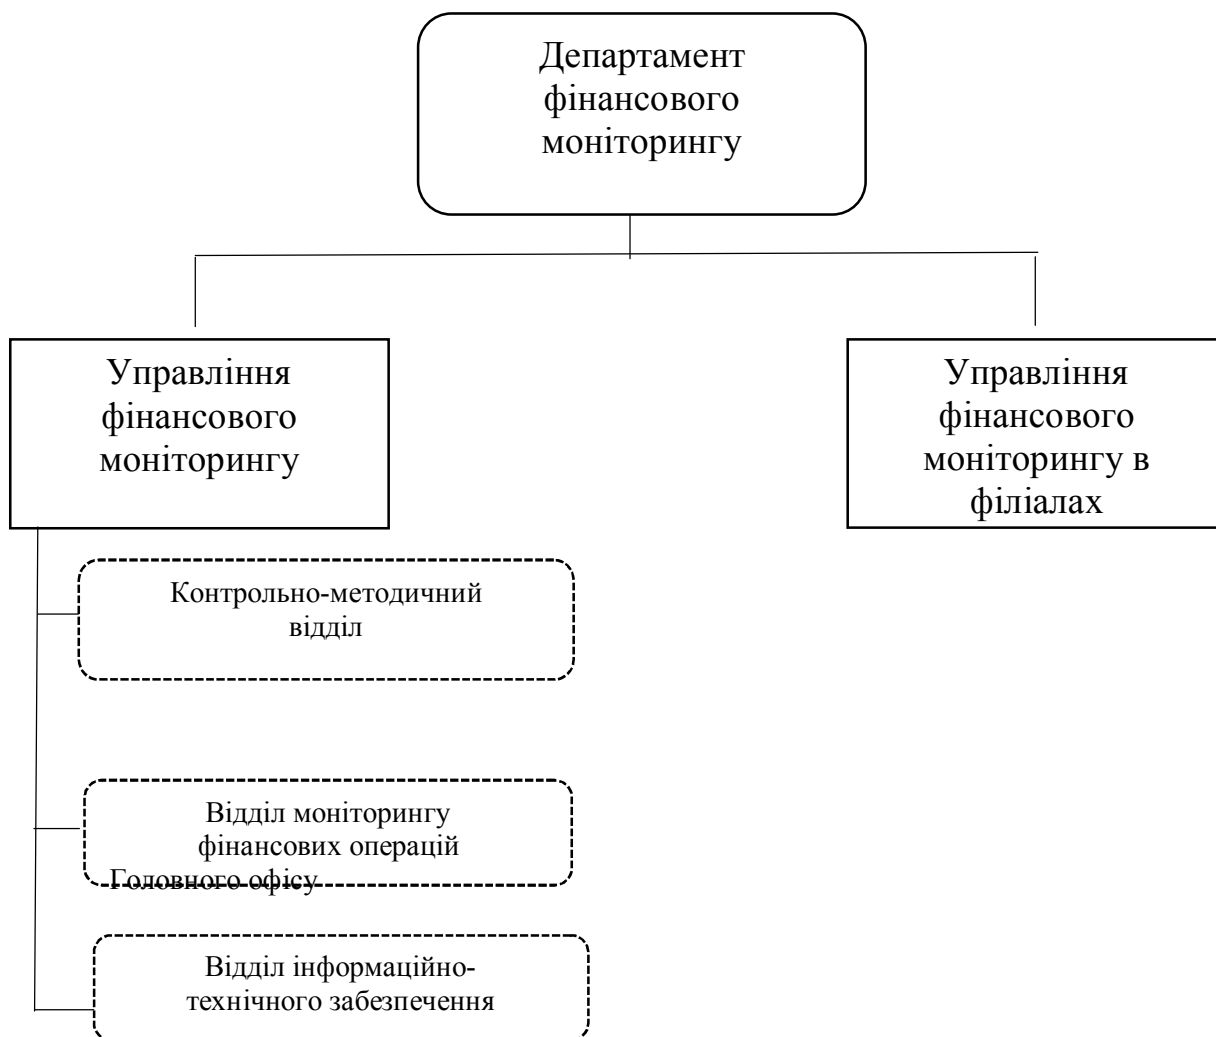 Департамент
фінансового
моніторингу
Управління
фінансового
моніторингу
Управління
фінансового
моніторингу в
філіалах
Контрольно-методичний
відділ
Відділ моніторингу
фінансових операцій
Головного офісу
Відділ інформаційно-
технічного забезпечення